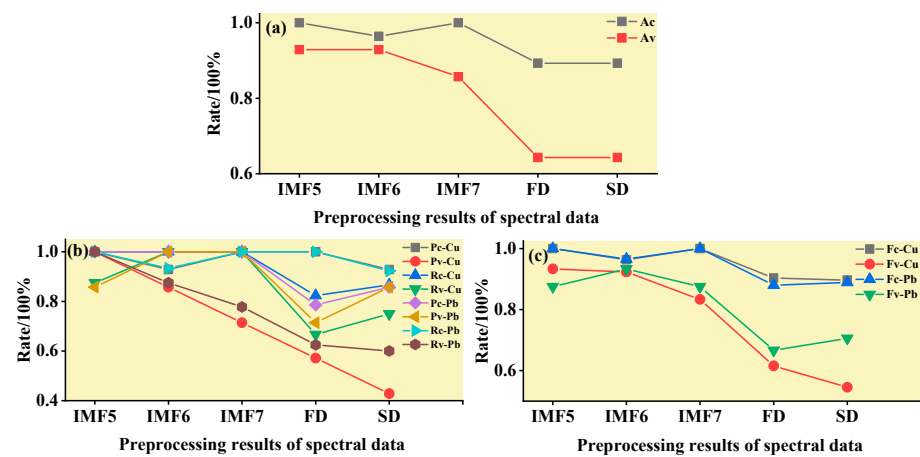 (a)
Ac
Av
Rate/100%
1.0
0.8
0.6
IMF5 IMF6 IMF7 FD SD
Preprocessing results of spectral data
(b)
Pc-Cu
Pv-Cu
Rc-Cu
Rv-Cu
Pc-Pb
Pv-Pb
Rc-Pb
Rv-Pb
Rate/100%
1.0
0.8
0.6
0.4
IMF5 IMF6 IMF7 FD SD
Preprocessing results of spectral data
(c)
Fc-Cu
Fv-Cu
Fc-Pb
Fv-Pb
Rate/100%
1.0
0.8
0.6
IMF5 IMF6 IMF7 FD SD
Preprocessing results of spectral data